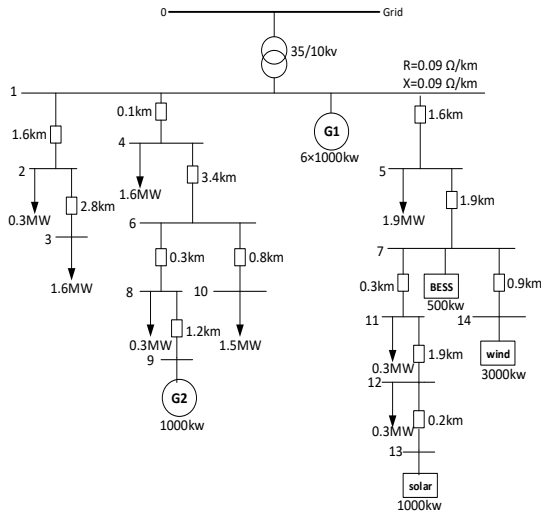 0
Grid
35/10kv
R=0.09 Ω/km
X=0.09 Ω/km
1
0.1km
G1
1.6km
1.6km
4
6×1000kw
2
1.6MW
3.4km
5
0.3MW
2.8km
1.9MW
1.9km
3
6
7
1.6MW
0.3km
0.8km
0.3km
BESS
0.9km
8
10
500kw
11
14
0.3MW
1.2km
1.5MW
0.3MW
1.9km
wind
9
12
3000kw
G2
0.3MW
0.2km
1000kw
13
solar
1000kw